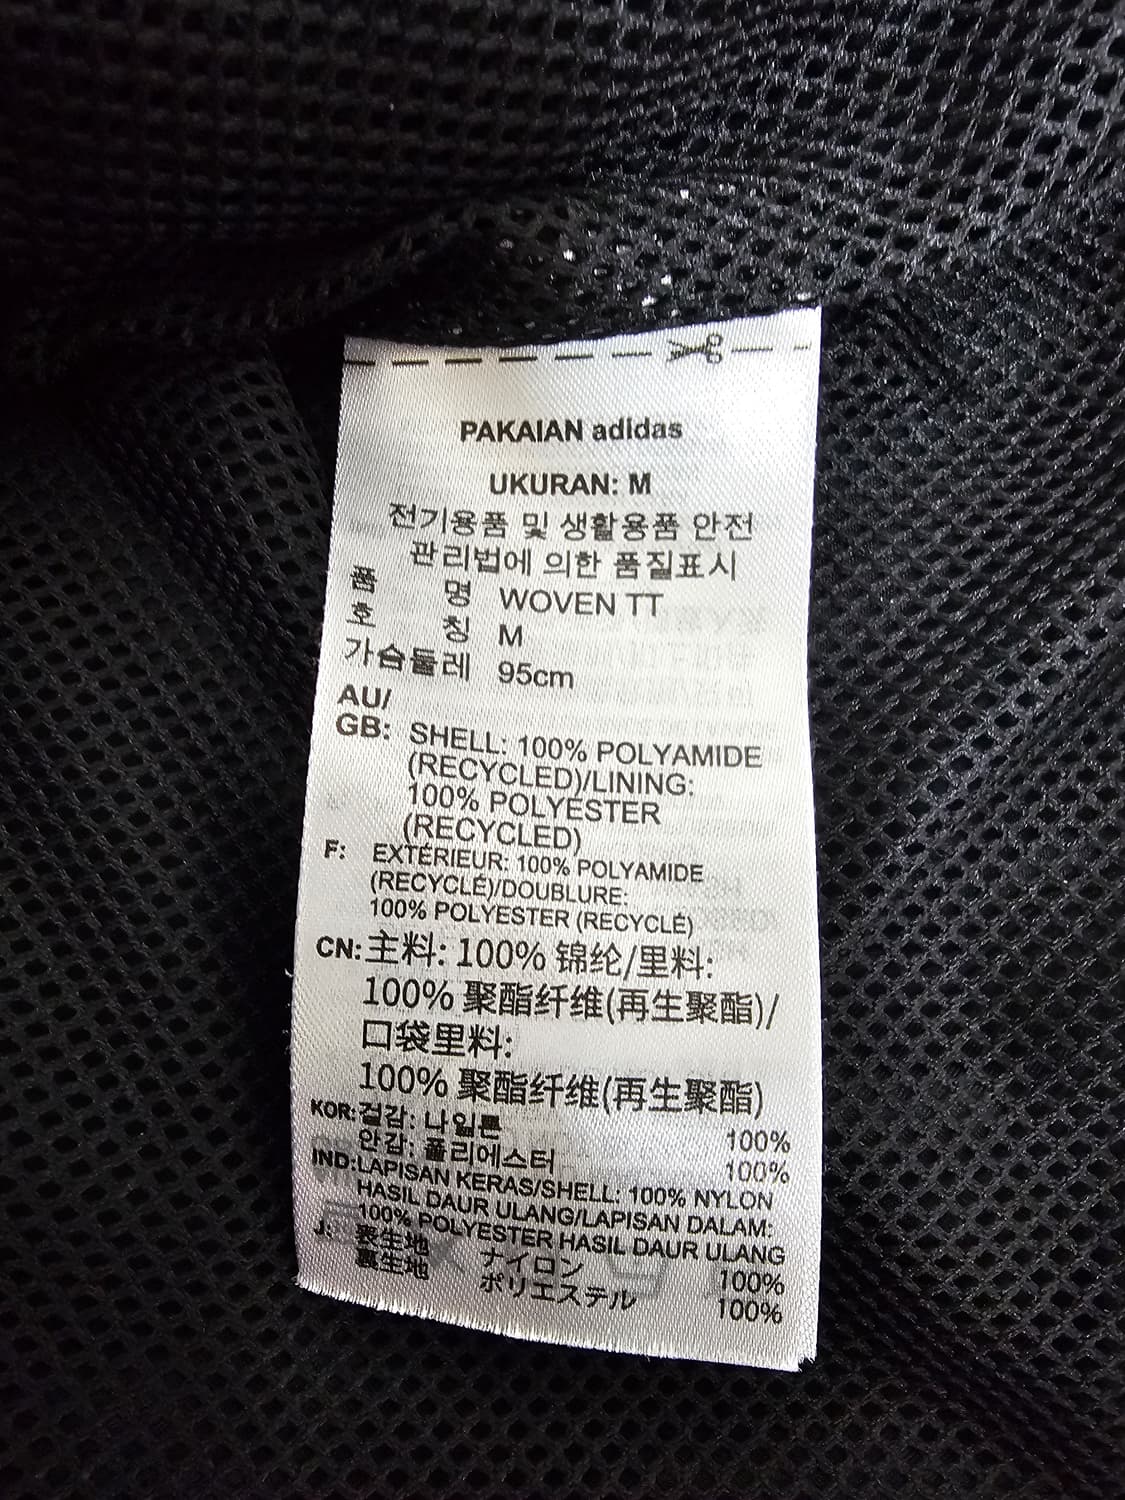 PAKAIAN adidas
UKURAN: M
전기용품 및 생활용품 안전
관리법에 의한 품질표시
품 명 WOVEN TT
호 칭 M
가슴둘레 95cm
AU/
GB: SHELL: 100% POLYAMIDE
(RECYCLED)/LINING:
100% POLYESTER
(RECYCLED)
F: EXTÉRIEUR: 100% POLYAMIDE
(RECYCLÉ)/DOUBLURE:
100% POLYESTER (RECYCLÉ)
CN: 主料: 100% 锦纶/里料:
100% 聚酯纤维(再生聚酯)/
口袋里料:
100% 聚酯纤维(再生聚酯)
KOR: 겉감: 나일론 100%
안감: 폴리에스터 100%
IND: LAPISAN KERAS/SHELL: 100% NYLON
HASIL DAUR ULANG/LAPISAN DALAM:
100% POLYESTER HASIL DAUR ULANG
J: 表生地 ナイロン 100%
裏生地 ポリエステル 100%